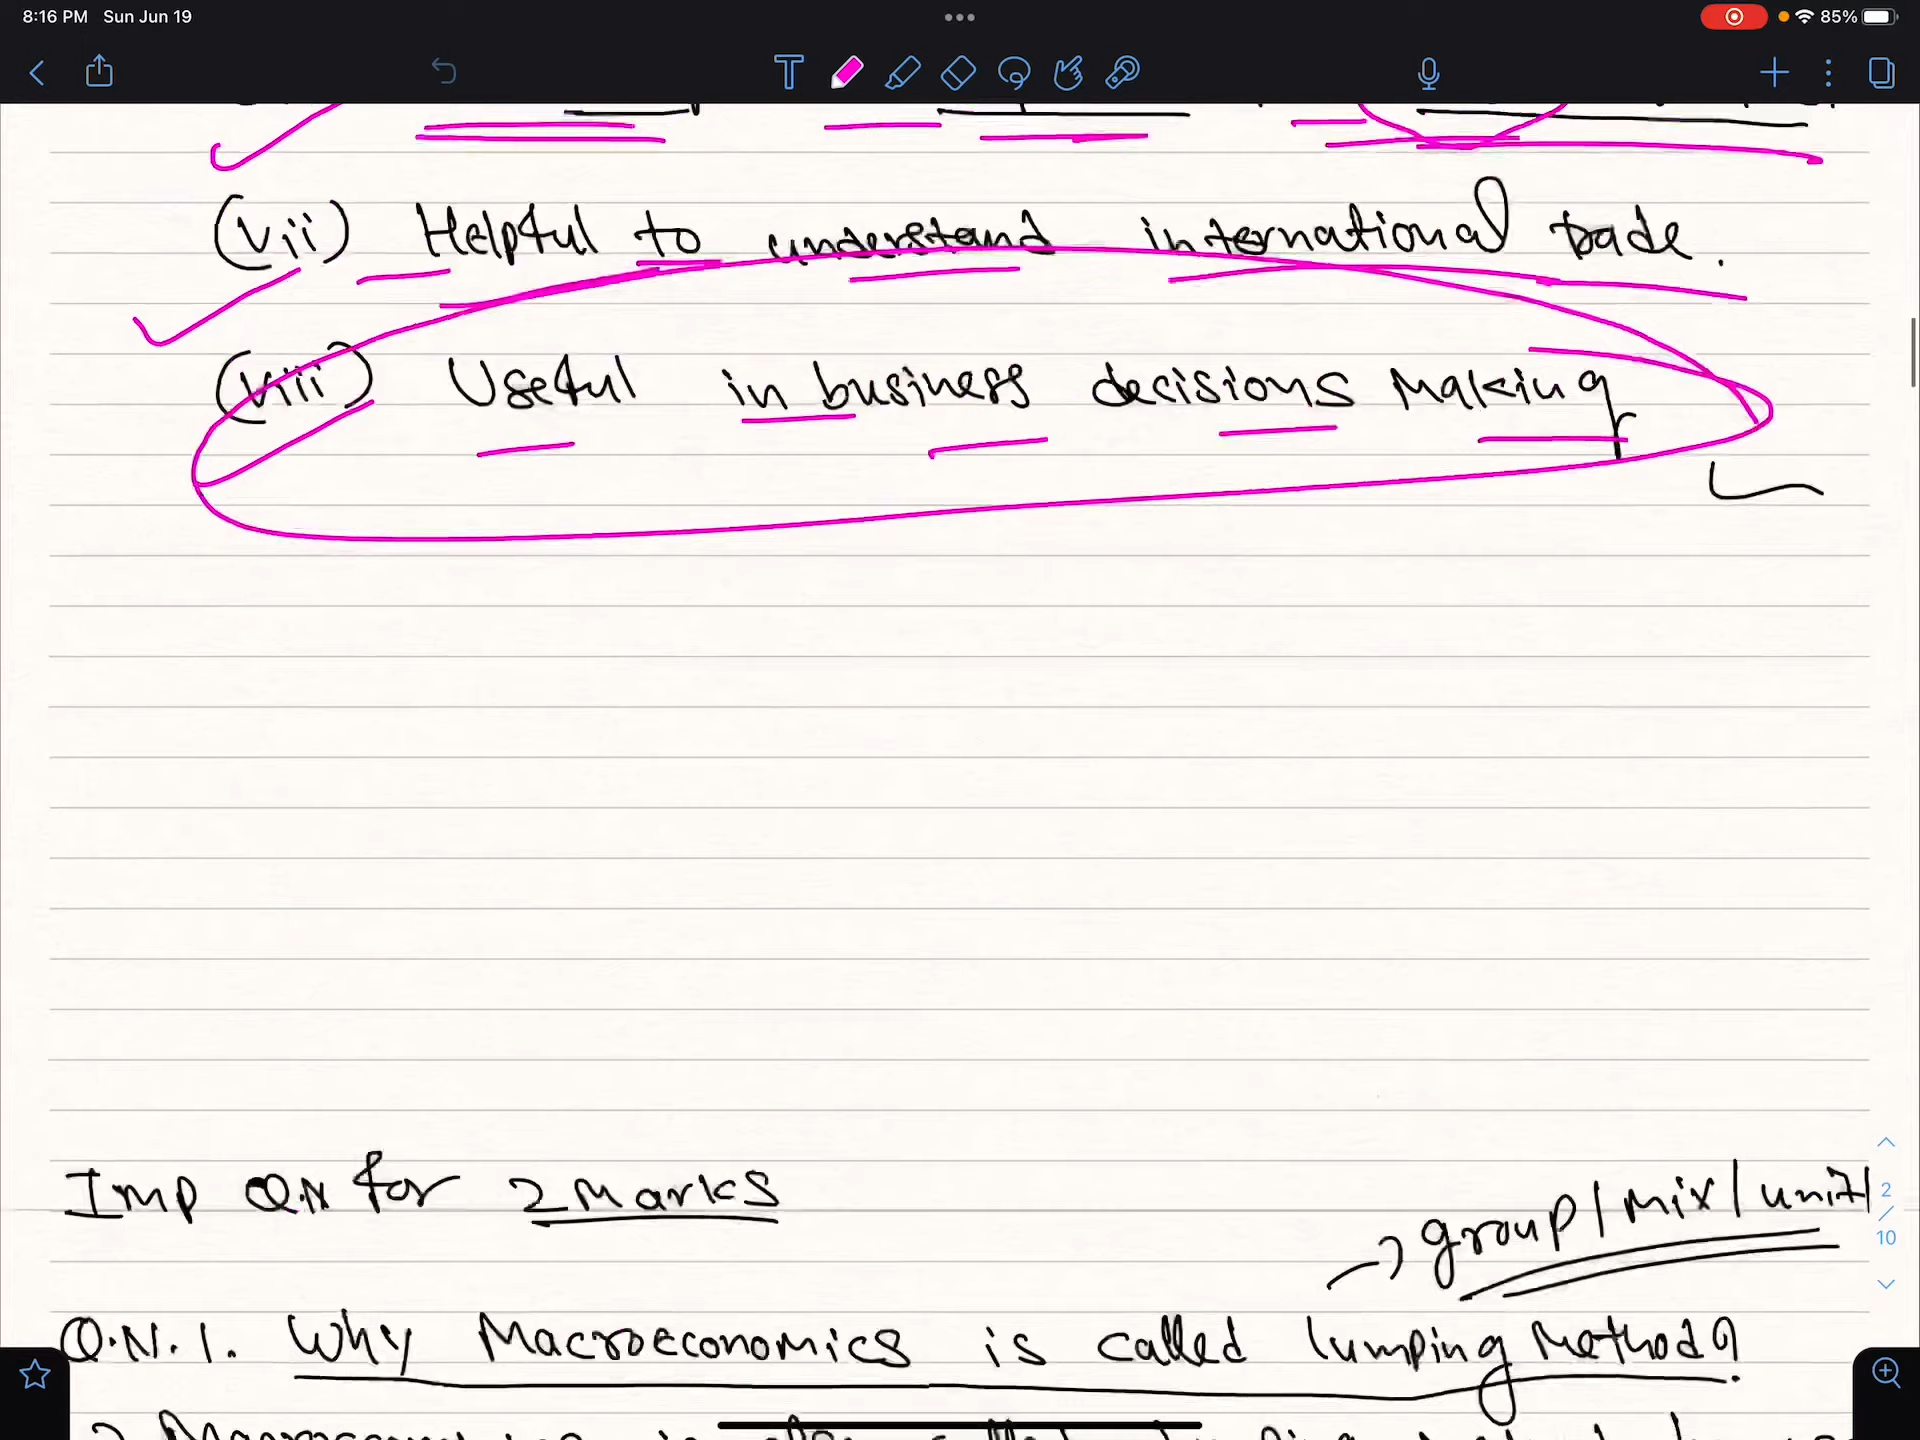 8:16 PM Sun Jun 19
85%
(vii) Helpful to understand international trade.
(viii) Useful in business decisions Making
Imp Q.N for 2 Marks
→ group/mix/unit/
2
/
10
Q.N.1. Why Macroeconomics is called lumping Method?